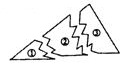 ① ② ③